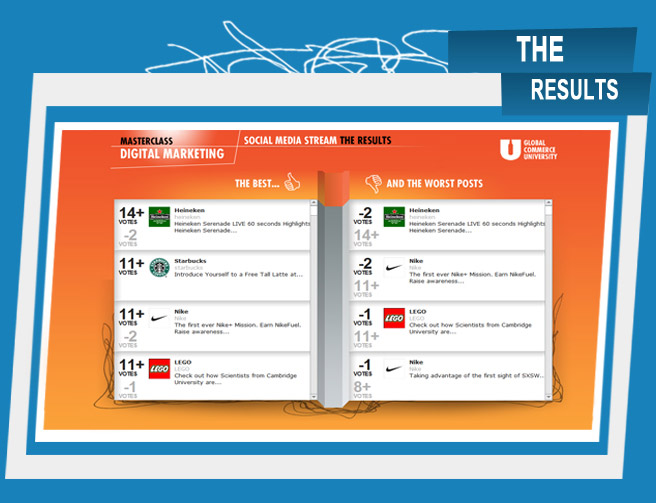 THE
RESULTS
MASTERCLASS
DIGITAL MARKETING
SOCIAL MEDIA STREAM THE RESULTS
U GLOBAL
COMMERCE
UNIVERSITY
THE BEST...
AND THE WORST POSTS
14+
VOTES
-2
VOTES
Heineken
heineken
Heineken Serenade LIVE 60 seconds Highlights
Heineken Serenade...
11+
VOTES
Starbucks
starbucks
Introduce Yourself to a Free Tall Latte at...
11+
VOTES
-2
VOTES
Nike
Nike
The first ever Nike+ Mission. Earn NikeFuel.
Raise awareness...
11+
VOTES
-1
VOTES
LEGO
LEGO
LEGO
Check out how Scientists from Cambridge
University are...
-2
VOTES
14+
VOTES
Heineken
heineken
Heineken Serenade LIVE 60 seconds Highlights
Heineken Serenade...
-2
VOTES
11+
VOTES
Nike
Nike
The first ever Nike+ Mission. Earn NikeFuel.
Raise awareness...
-1
VOTES
11+
VOTES
LEGO
LEGO
LEGO
Check out how Scientists from Cambridge
University are...
-1
VOTES
8+
VOTES
Nike
Nike
Taking advantage of the first sight of SXSW...